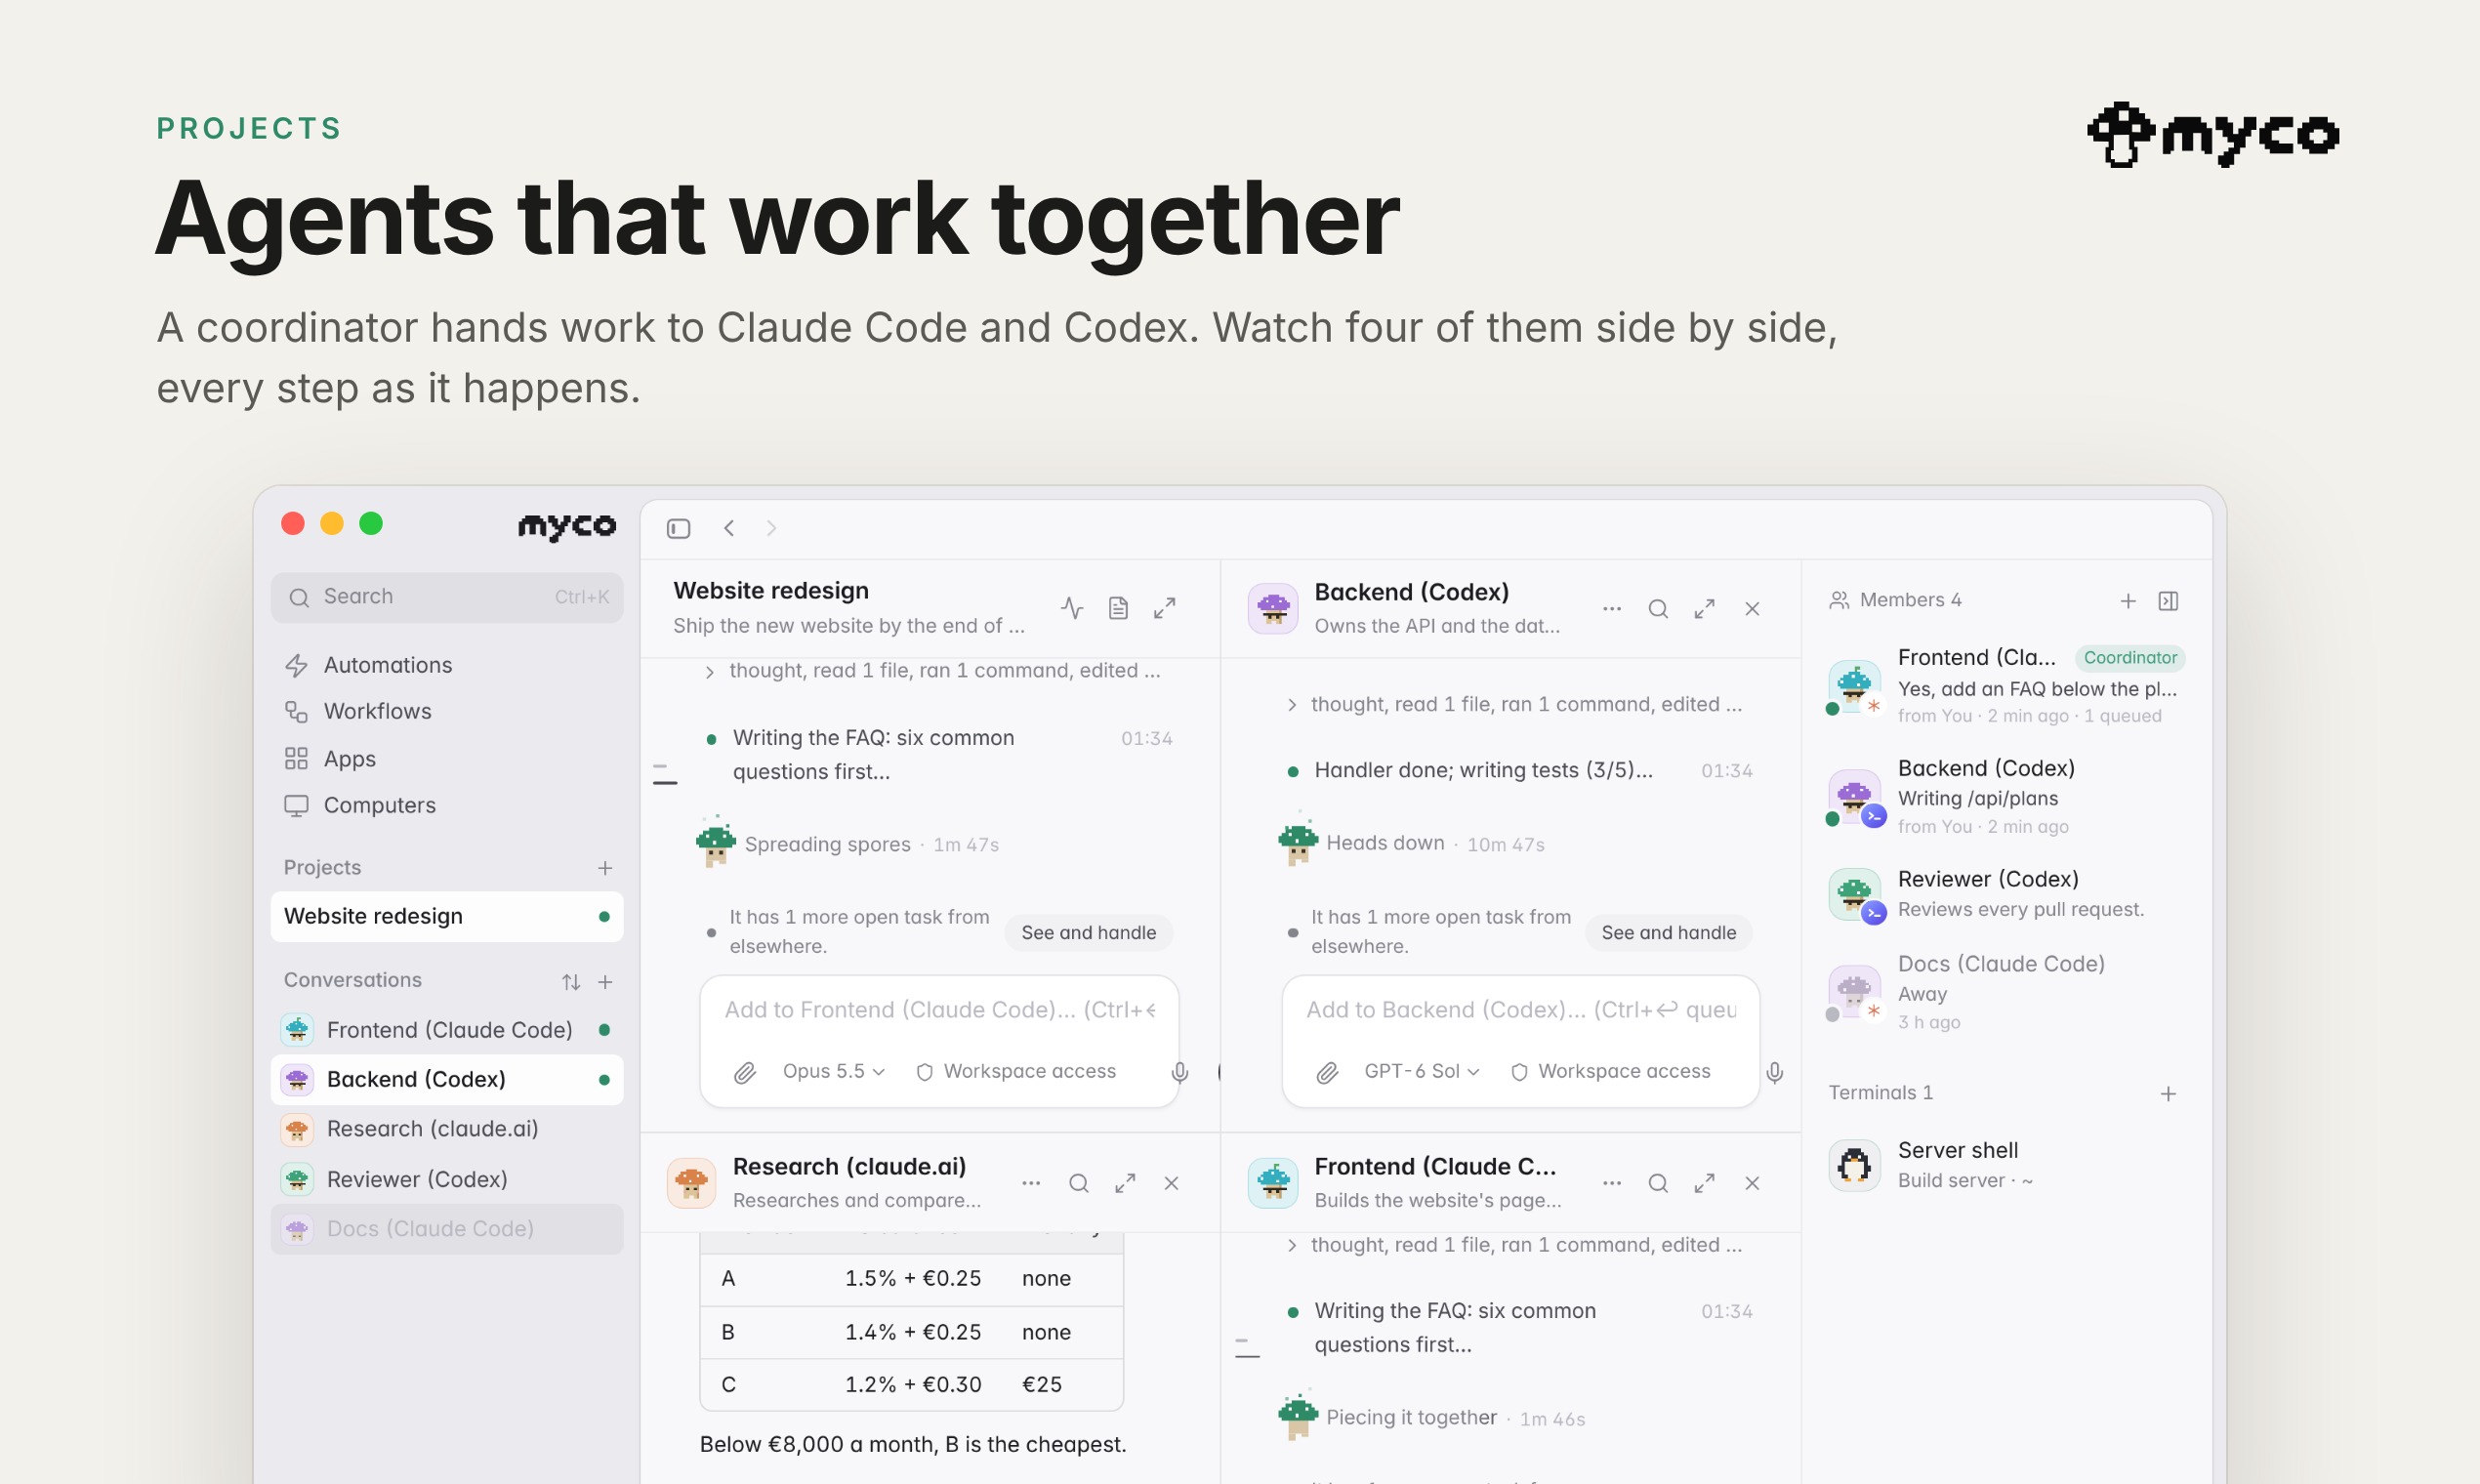 PROJECTS
myco
Agents that work together
A coordinator hands work to Claude Code and Codex. Watch four of them side by side,
every step as it happens.
myco
Search Ctrl+K
Automations
Workflows
Apps
Computers
Projects
Website redesign
Conversations
Frontend (Claude Code)
Backend (Codex)
Research (claude.ai)
Reviewer (Codex)
Docs (Claude Code)
Website redesign
Ship the new website by the end of ...
thought, read 1 file, ran 1 command, edited ...
Writing the FAQ: six common 01:34
questions first...
Spreading spores · 1m 47s
It has 1 more open task from
elsewhere.
See and handle
Add to Frontend (Claude Code)... (Ctrl+
Opus 5.5 Workspace access
Backend (Codex)
Owns the API and the dat...
thought, read 1 file, ran 1 command, edited ...
Handler done; writing tests (3/5)... 01:34
Heads down · 10m 47s
It has 1 more open task from
elsewhere.
See and handle
Add to Backend (Codex)... (Ctrl+↩ queu
GPT-6 Sol Workspace access
Research (claude.ai)
Researches and compare...
A 1.5% + €0.25 none
B 1.4% + €0.25 none
C 1.2% + €0.30 €25
Below €8,000 a month, B is the cheapest.
Frontend (Claude C...
Builds the website's page...
thought, read 1 file, ran 1 command, edited ...
Writing the FAQ: six common 01:34
questions first...
Piecing it together · 1m 46s
Members 4
Frontend (Cla... Coordinator
Yes, add an FAQ below the pl...
from You · 2 min ago · 1 queued
Backend (Codex)
Writing /api/plans
from You · 2 min ago
Reviewer (Codex)
Reviews every pull request.
Docs (Claude Code)
Away
3 h ago
Terminals 1
Server shell
Build server · ~